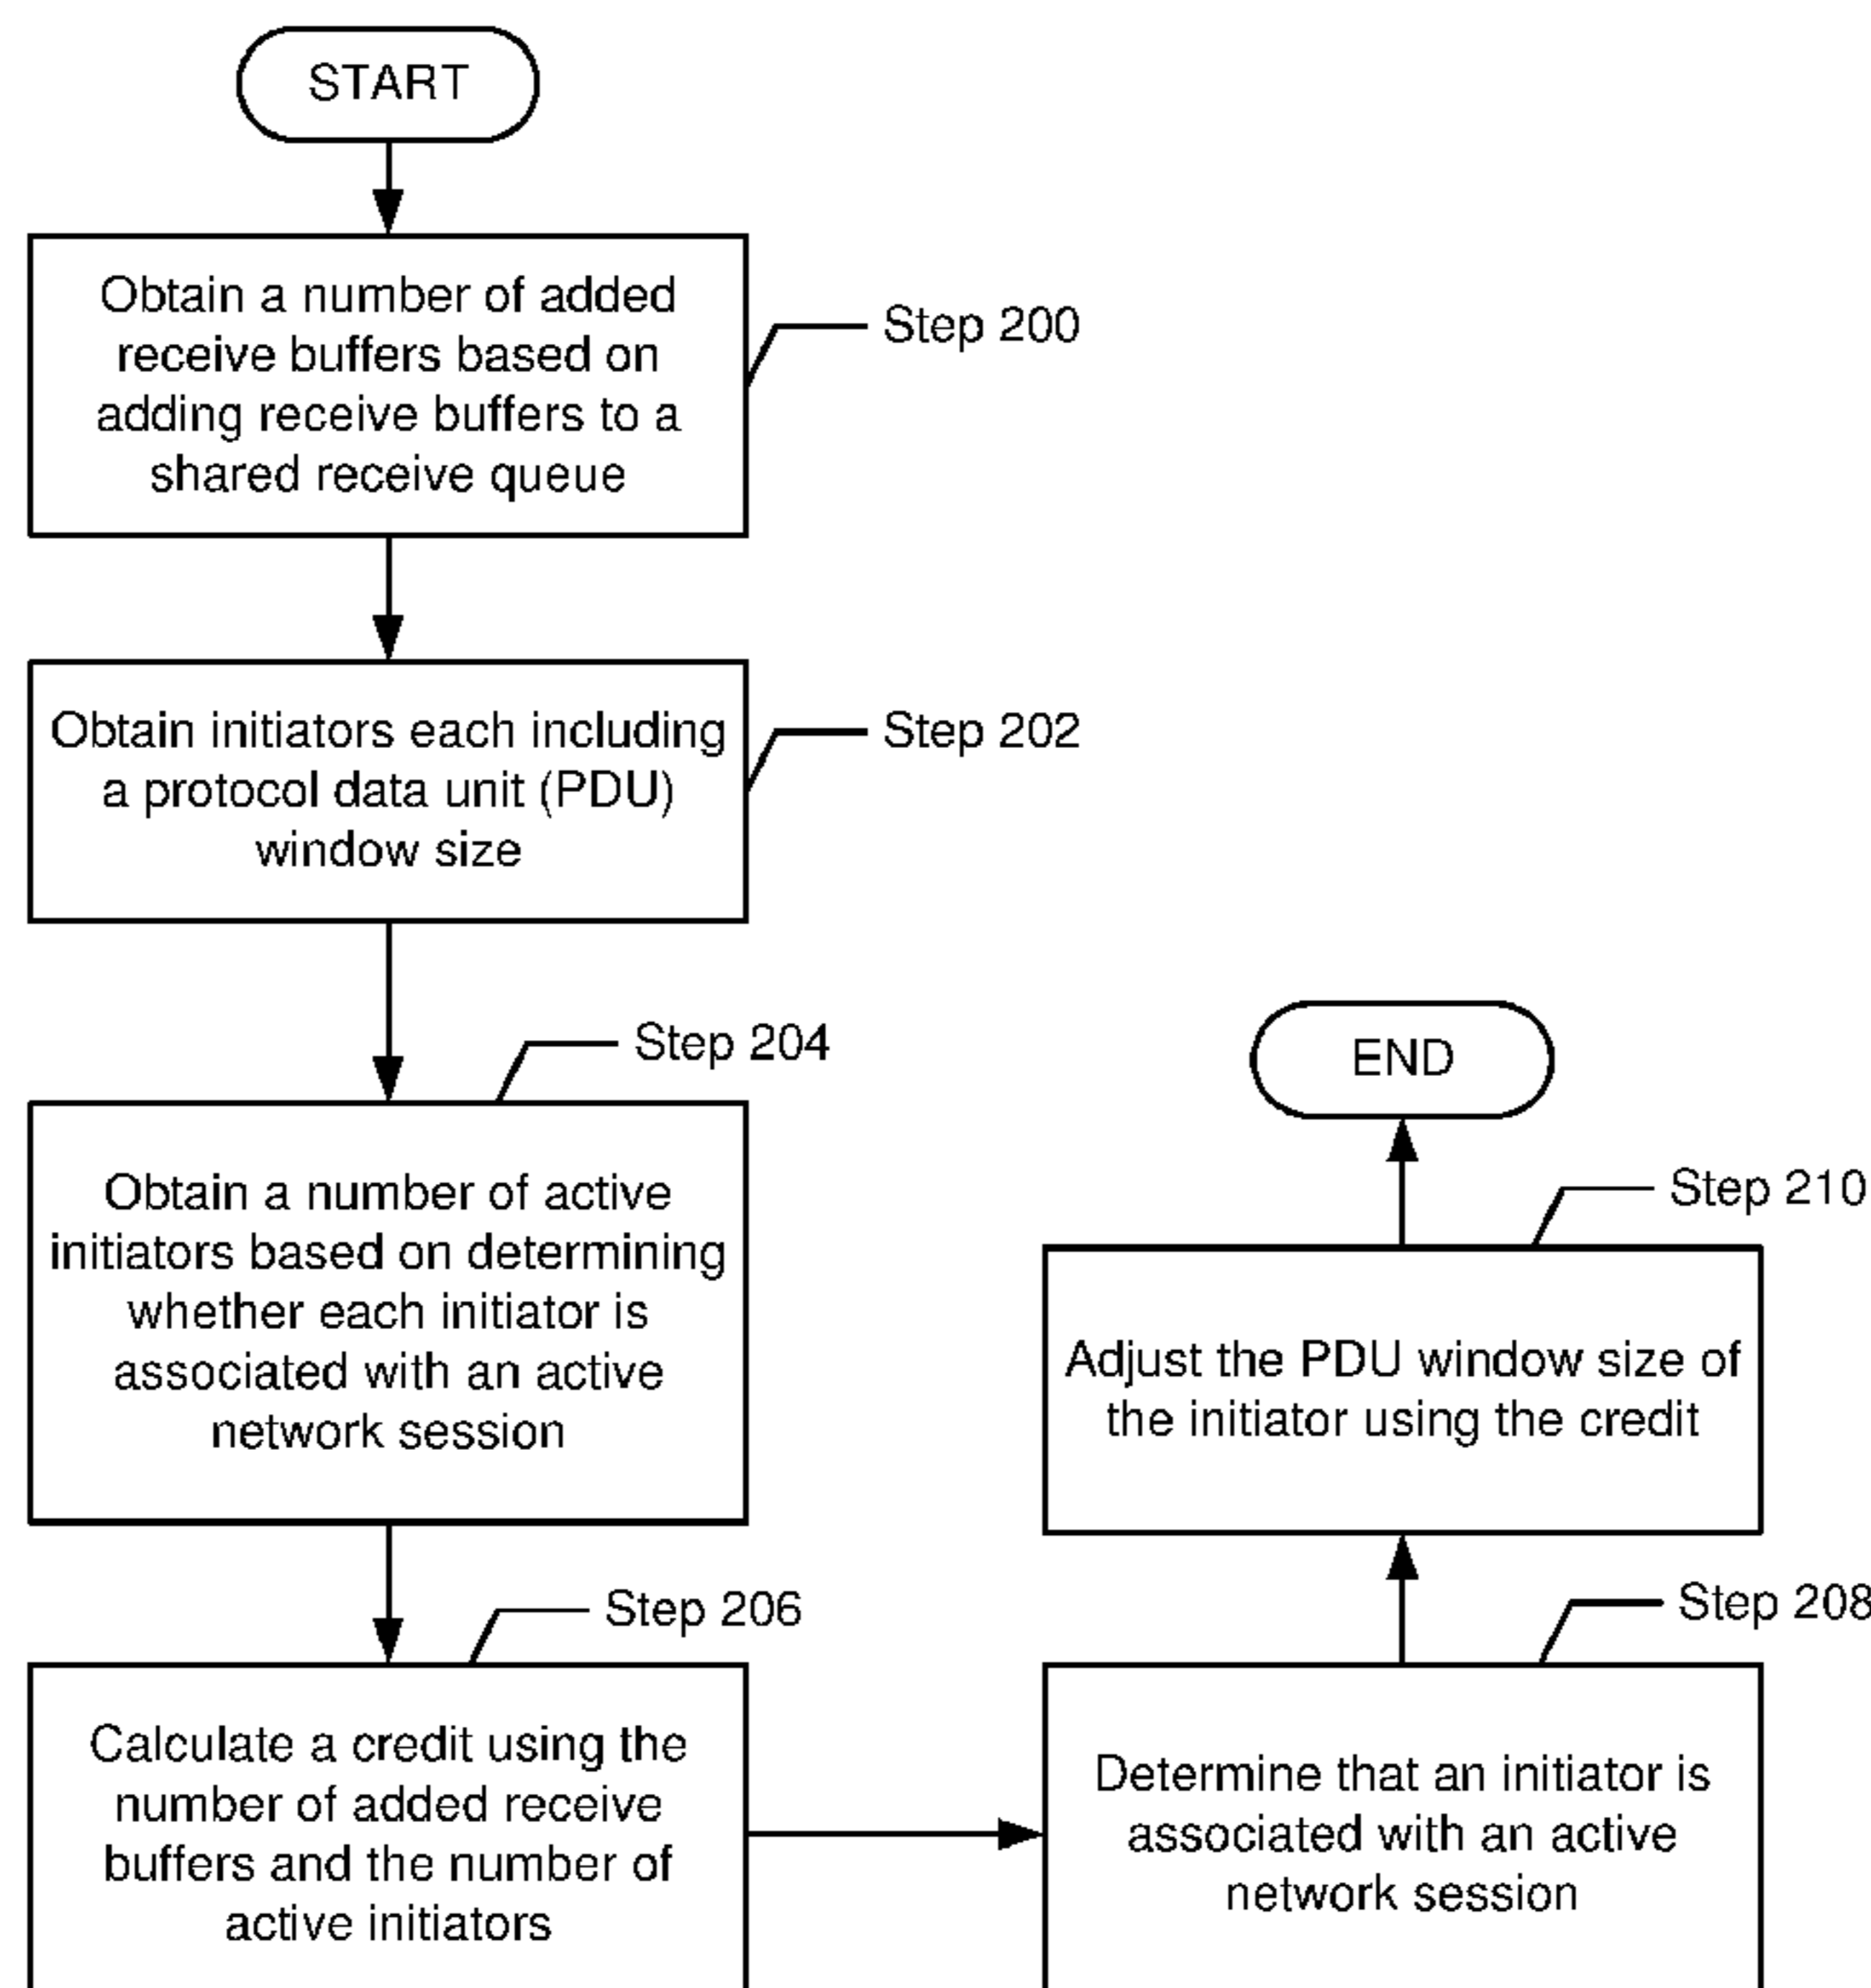 START
Obtain a number of added
receive buffers based on
adding receive buffers to a
shared receive queue
Step 200
Obtain initiators each including
a protocol data unit (PDU)
window size
Step 202
Step 204
Obtain a number of active
initiators based on determining
whether each initiator is
associated with an active
network session
Step 206
Calculate a credit using the
number of added receive
buffers and the number of
active initiators
Step 208
Determine that an initiator is
associated with an active
network session
Step 210
Adjust the PDU window size of
the initiator using the credit
END